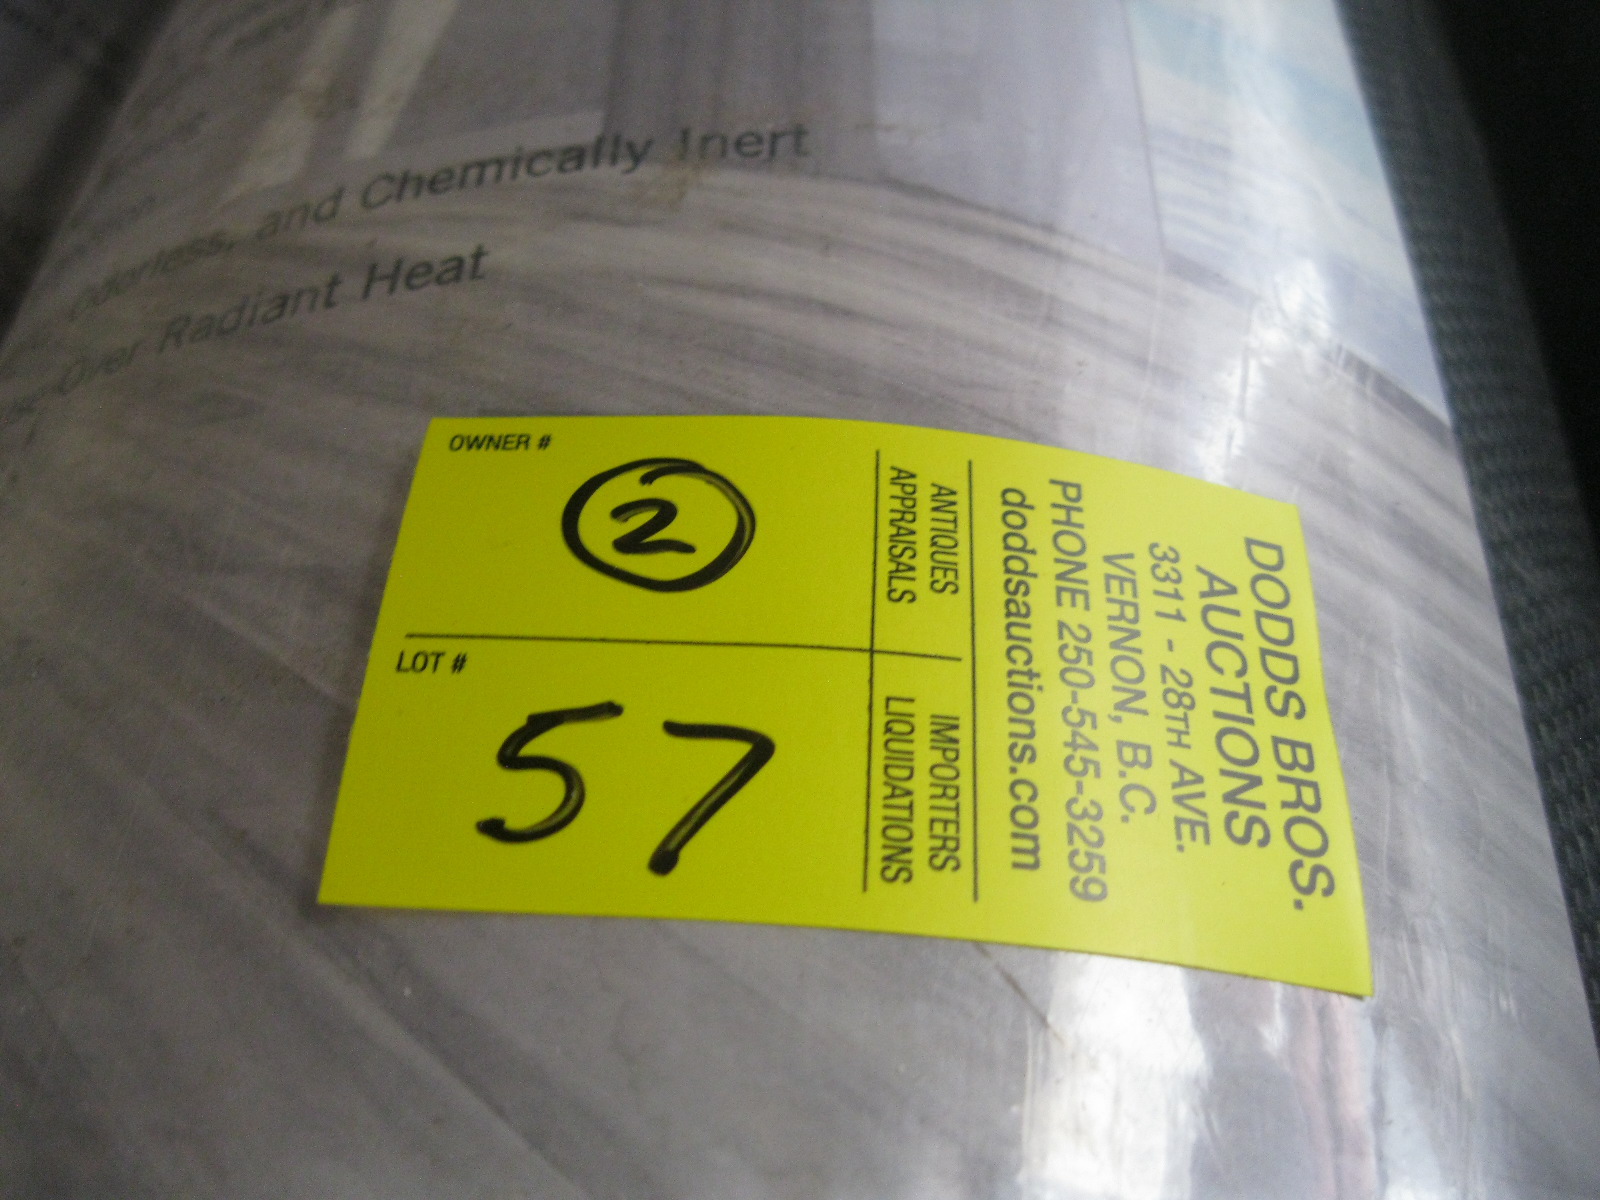 Odorless, and Chemically Inert
Over Radiant Heat
OWNER #
2
LOT #
57
ANTIQUES
APPRAISALS
IMPORTERS
LIQUIDATIONS
DODDS BROS.
AUCTIONS
3311 - 28TH AVE.
VERNON, B.C.
PHONE 250-545-3259
doddsauctions.com